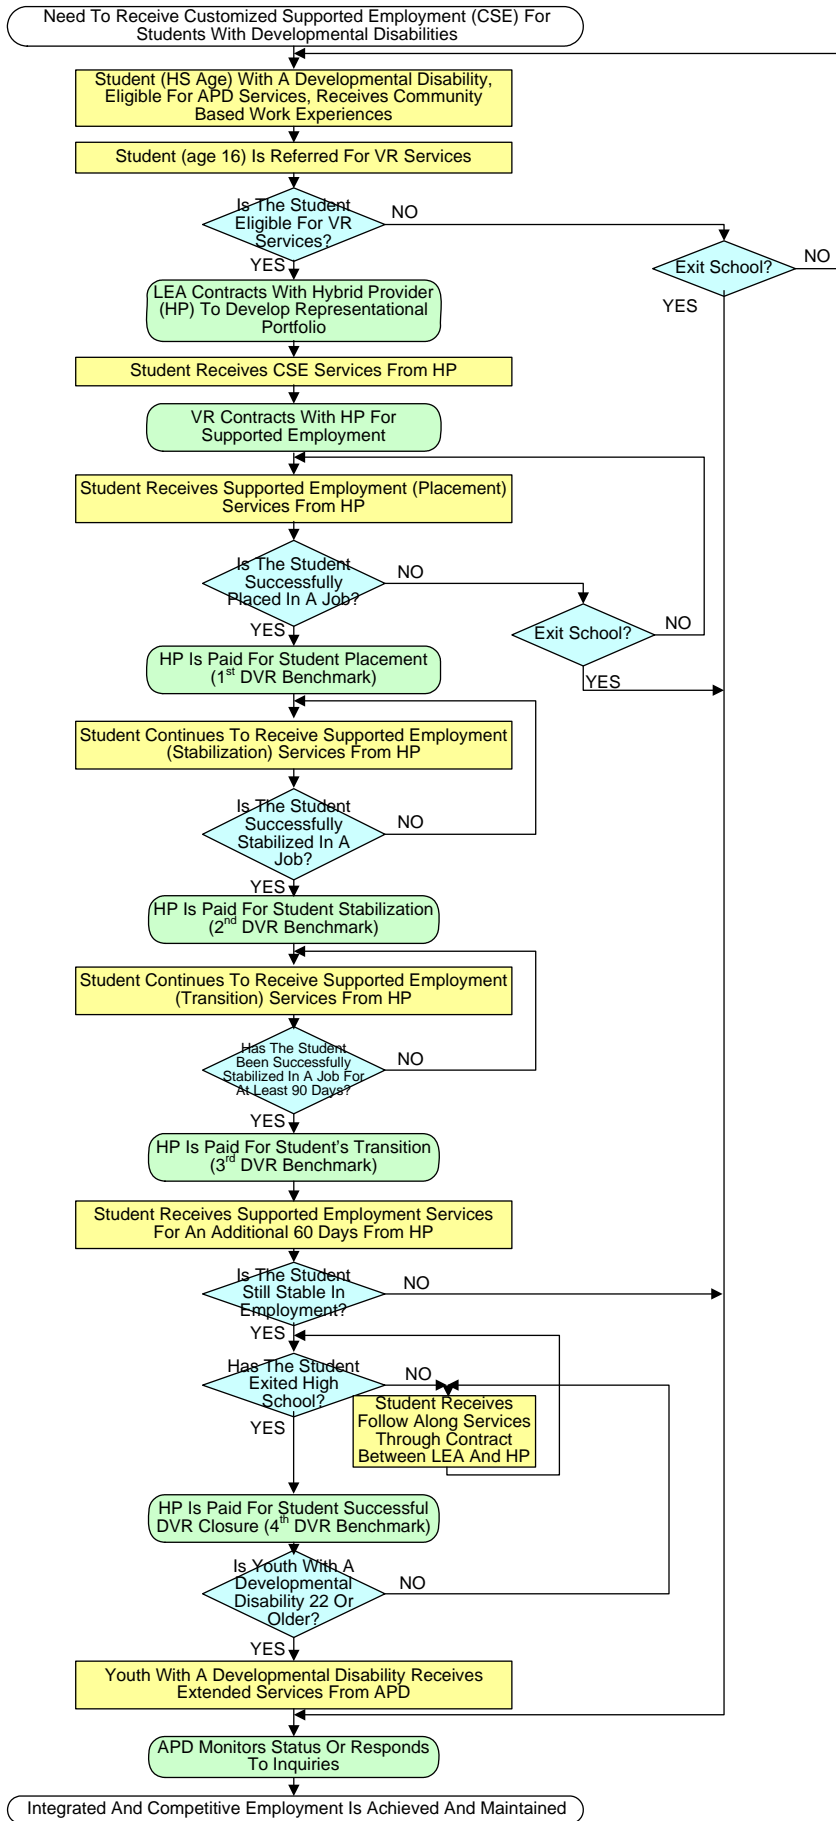 Need To Receive Customized Supported Employment (CSE) For
Students With Developmental Disabilities
Student (HS Age) With A Developmental Disability,
Eligible For APD Services, Receives Community
Based Work Experiences
Student (age 16) Is Referred For VR Services
Is The Student
Eligible For VR
Services?
NO
YES
Exit School?
NO
YES
LEA Contracts With Hybrid Provider
(HP) To Develop Representational
Portfolio
Student Receives CSE Services From HP
VR Contracts With HP For
Supported Employment
Student Receives Supported Employment (Placement)
Services From HP
Is The Student
Successfully
Placed In A Job?
NO
YES
Exit School?
NO
YES
HP Is Paid For Student Placement
(1st DVR Benchmark)
Student Continues To Receive Supported Employment
(Stabilization) Services From HP
Is The Student
Successfully
Stabilized In A
Job?
NO
YES
HP Is Paid For Student Stabilization
(2nd DVR Benchmark)
Student Continues To Receive Supported Employment
(Transition) Services From HP
Has The Student
Been Successfully
Stabilized In A Job For
At Least 90 Days?
NO
YES
HP Is Paid For Student’s Transition
(3rd DVR Benchmark)
Student Receives Supported Employment Services
For An Additional 60 Days From HP
Is The Student
Still Stable In
Employment?
NO
YES
Has The Student
Exited High
School?
NO
YES
Student Receives
Follow Along Services
Through Contract
Between LEA And HP
HP Is Paid For Student Successful
DVR Closure (4th DVR Benchmark)
Is Youth With A
Developmental
Disability 22 Or
Older?
NO
YES
Youth With A Developmental Disability Receives
Extended Services From APD
APD Monitors Status Or Responds
To Inquiries
Integrated And Competitive Employment Is Achieved And Maintained